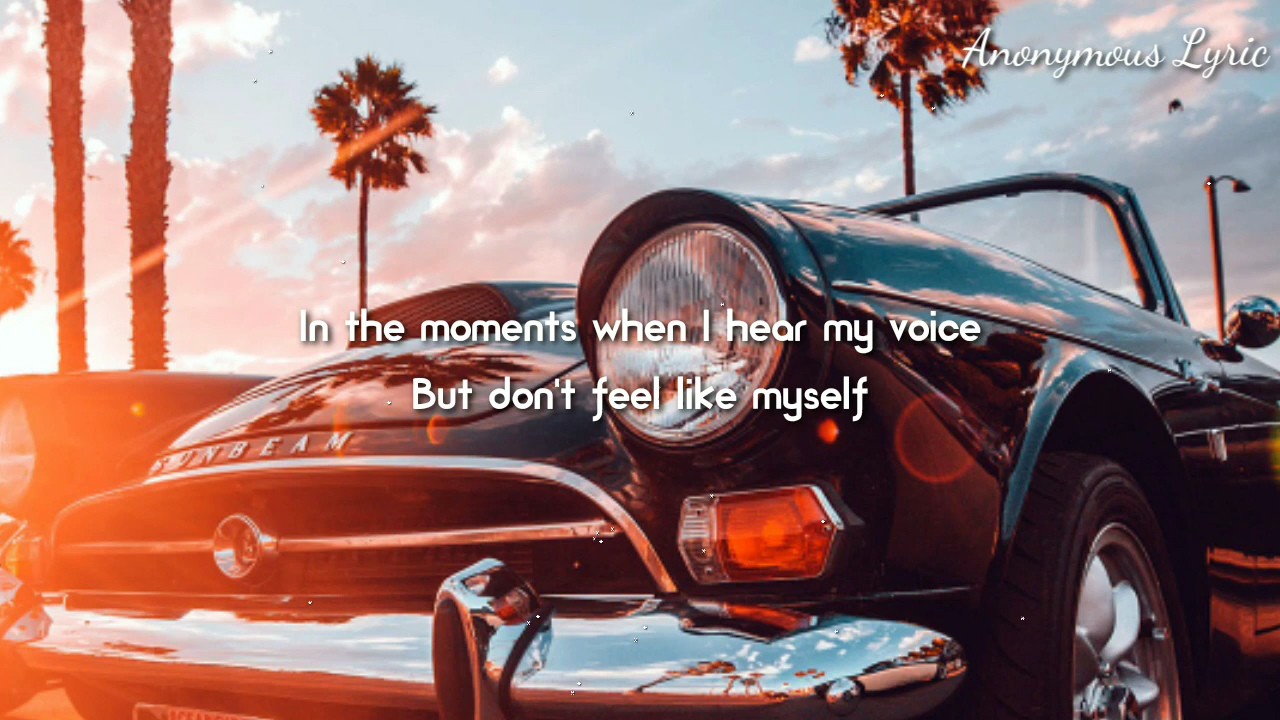 Anonymous Lyric
In the moments when I hear my voice
But don't feel like myself
SUNBEAM